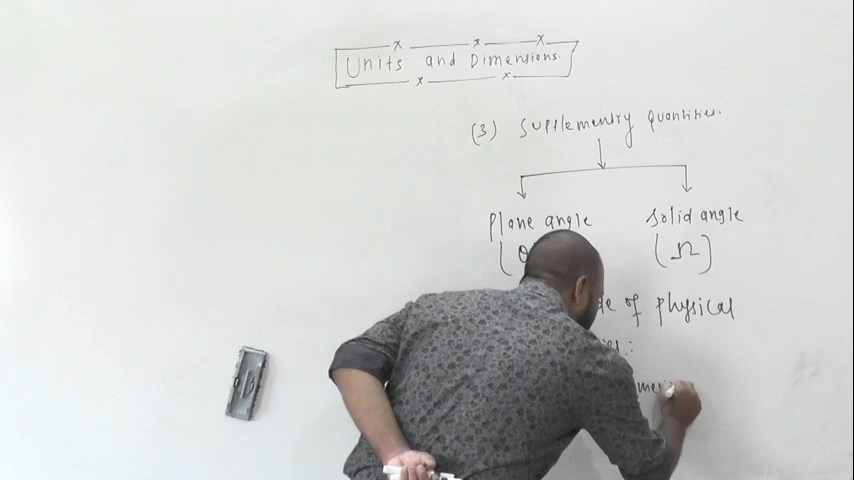 Units and Dimensions.
(3) Supplementry Quantities.
Plane angle Solid angle
(θ (Ω)
of physical